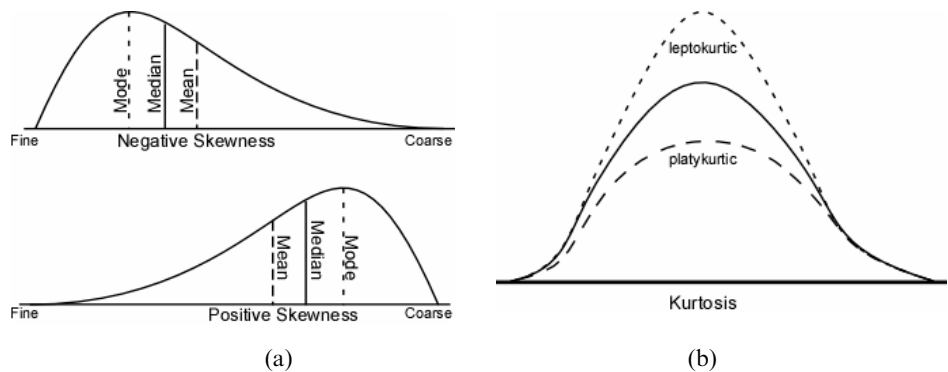 Mode
Median
Mean
Fine
Negative Skewness
Coarse
Mean
Median
Mode
Fine
Positive Skewness
Coarse
(a)
leptokurtic
platykurtic
Kurtosis
(b)